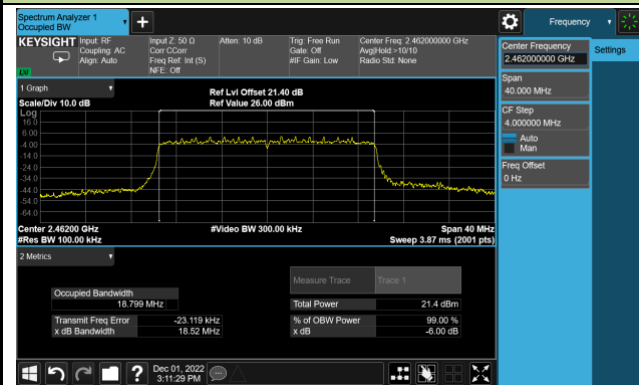 Spectrum Analyzer 1
Occupied BW
Frequency
KEYSIGHT
Input: RF
Coupling: AC
Align: Auto
Input Z: 50 Ω
Corr CCorr
Freq Ref: Int (S)
NFE: Off
Atten: 10 dB
Trig: Free Run
Gate: Off
#IF Gain: Low
Center Freq: 2.462000000 GHz
Avg|Hold:>10/10
Radio Std: None
Center Frequency
2.462000000 GHz
Settings
Span
40.000 MHz
CF Step
4.000000 MHz
Auto
Man
Freq Offset
0 Hz
1 Graph
Scale/Div 10.0 dB
Ref Lvl Offset 21.40 dB
Ref Value 26.00 dBm
Log
16.0
6.00
-4.00
-14.0
-24.0
-34.0
-44.0
-54.0
-64.0
Center 2.46200 GHz
#Video BW 300.00 kHz
Span 40 MHz
#Res BW 100.00 kHz
Sweep 3.87 ms (2001 pts)
2 Metrics
Measure Trace
Trace 1
Occupied Bandwidth
18.799 MHz
Total Power
21.4 dBm
Transmit Freq Error
-23.119 kHz
% of OBW Power
99.00 %
x dB Bandwidth
18.52 MHz
x dB
-6.00 dB
Dec 01, 2022
3:11:29 PM